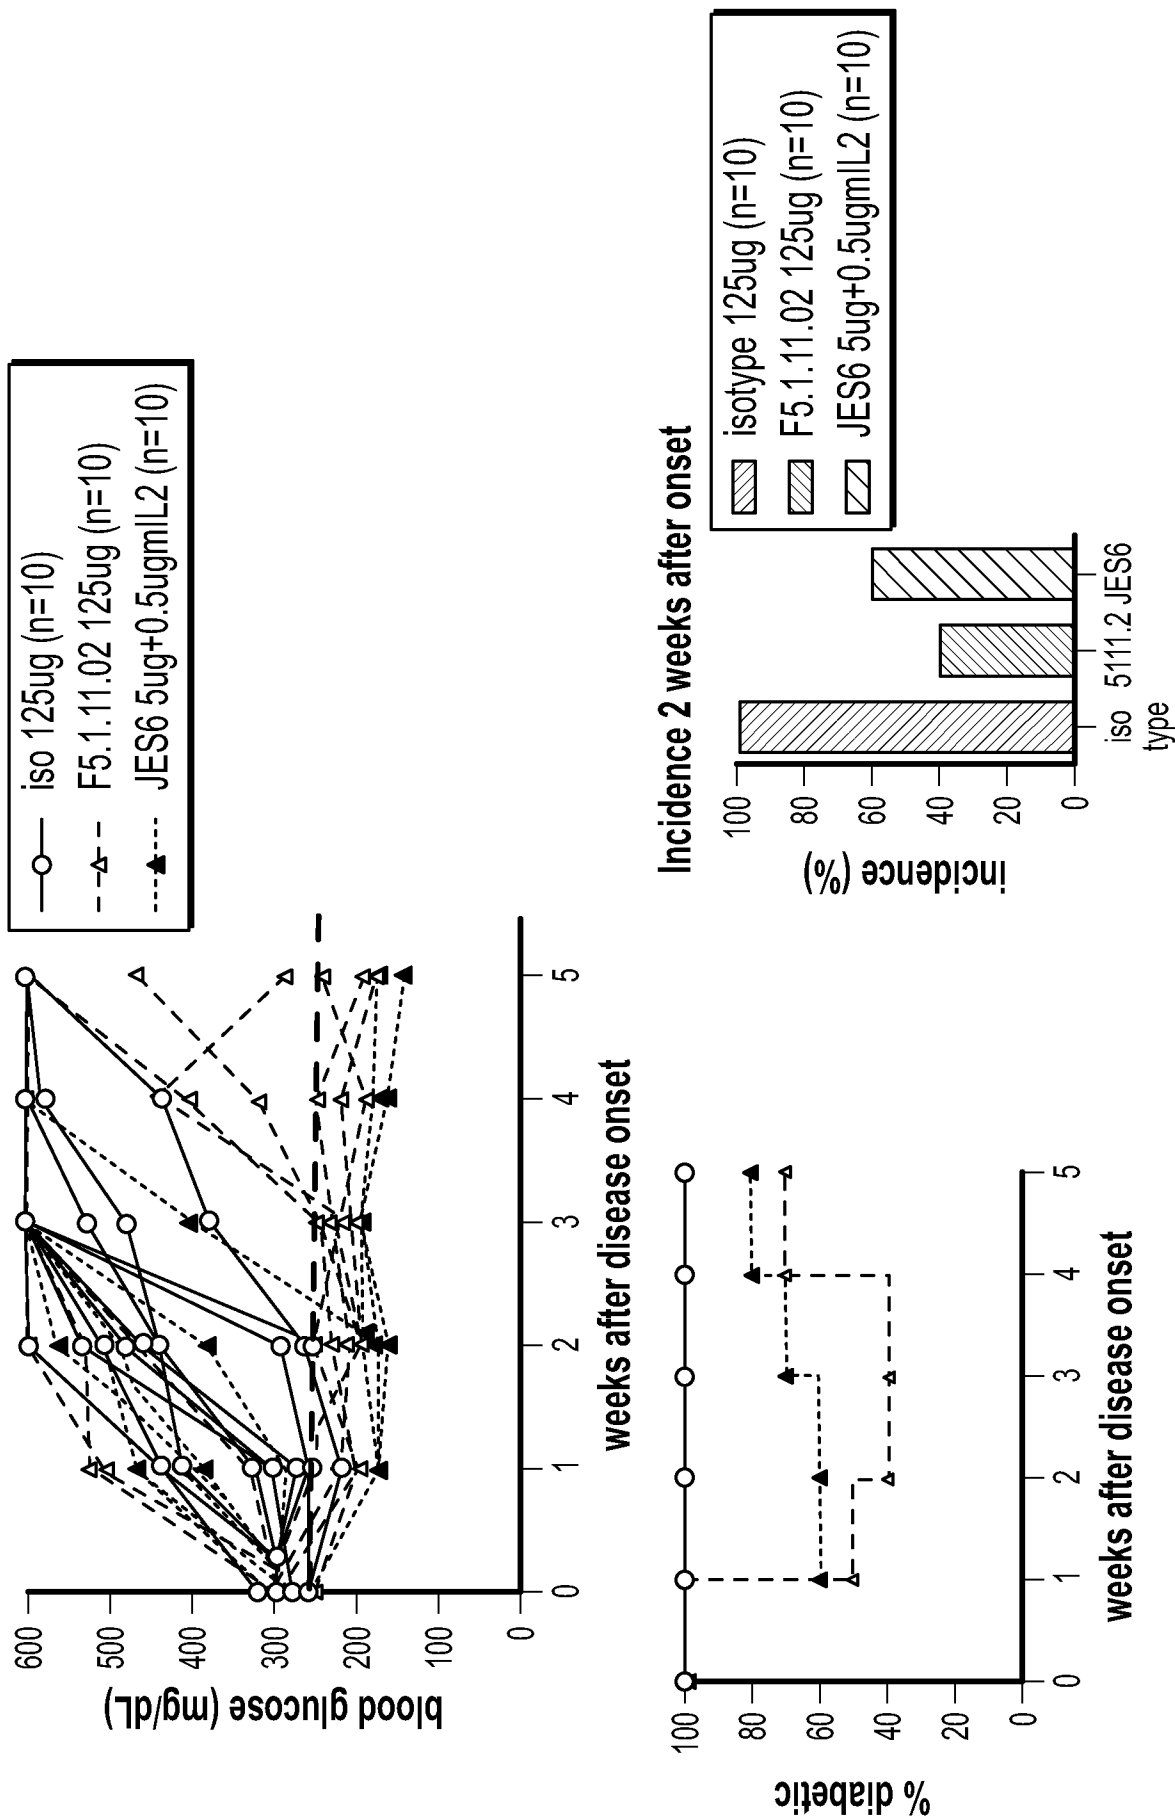 iso 125ug (n=10)
F5.1.11.02 125ug (n=10)
JES6 5ug+0.5ugmIL2 (n=10)
blood glucose (mg/dL)
600
500
400
300
200
100
0
0 1 2 3 4 5
weeks after disease onset
% diabetic
100
80
60
40
20
0
0 1 2 3 4 5
weeks after disease onset
Incidence 2 weeks after onset
incidence (%)
100
80
60
40
20
0
iso 5111.2 JES6
type
isotype 125ug (n=10)
F5.1.11.02 125ug (n=10)
JES6 5ug+0.5ugmIL2 (n=10)